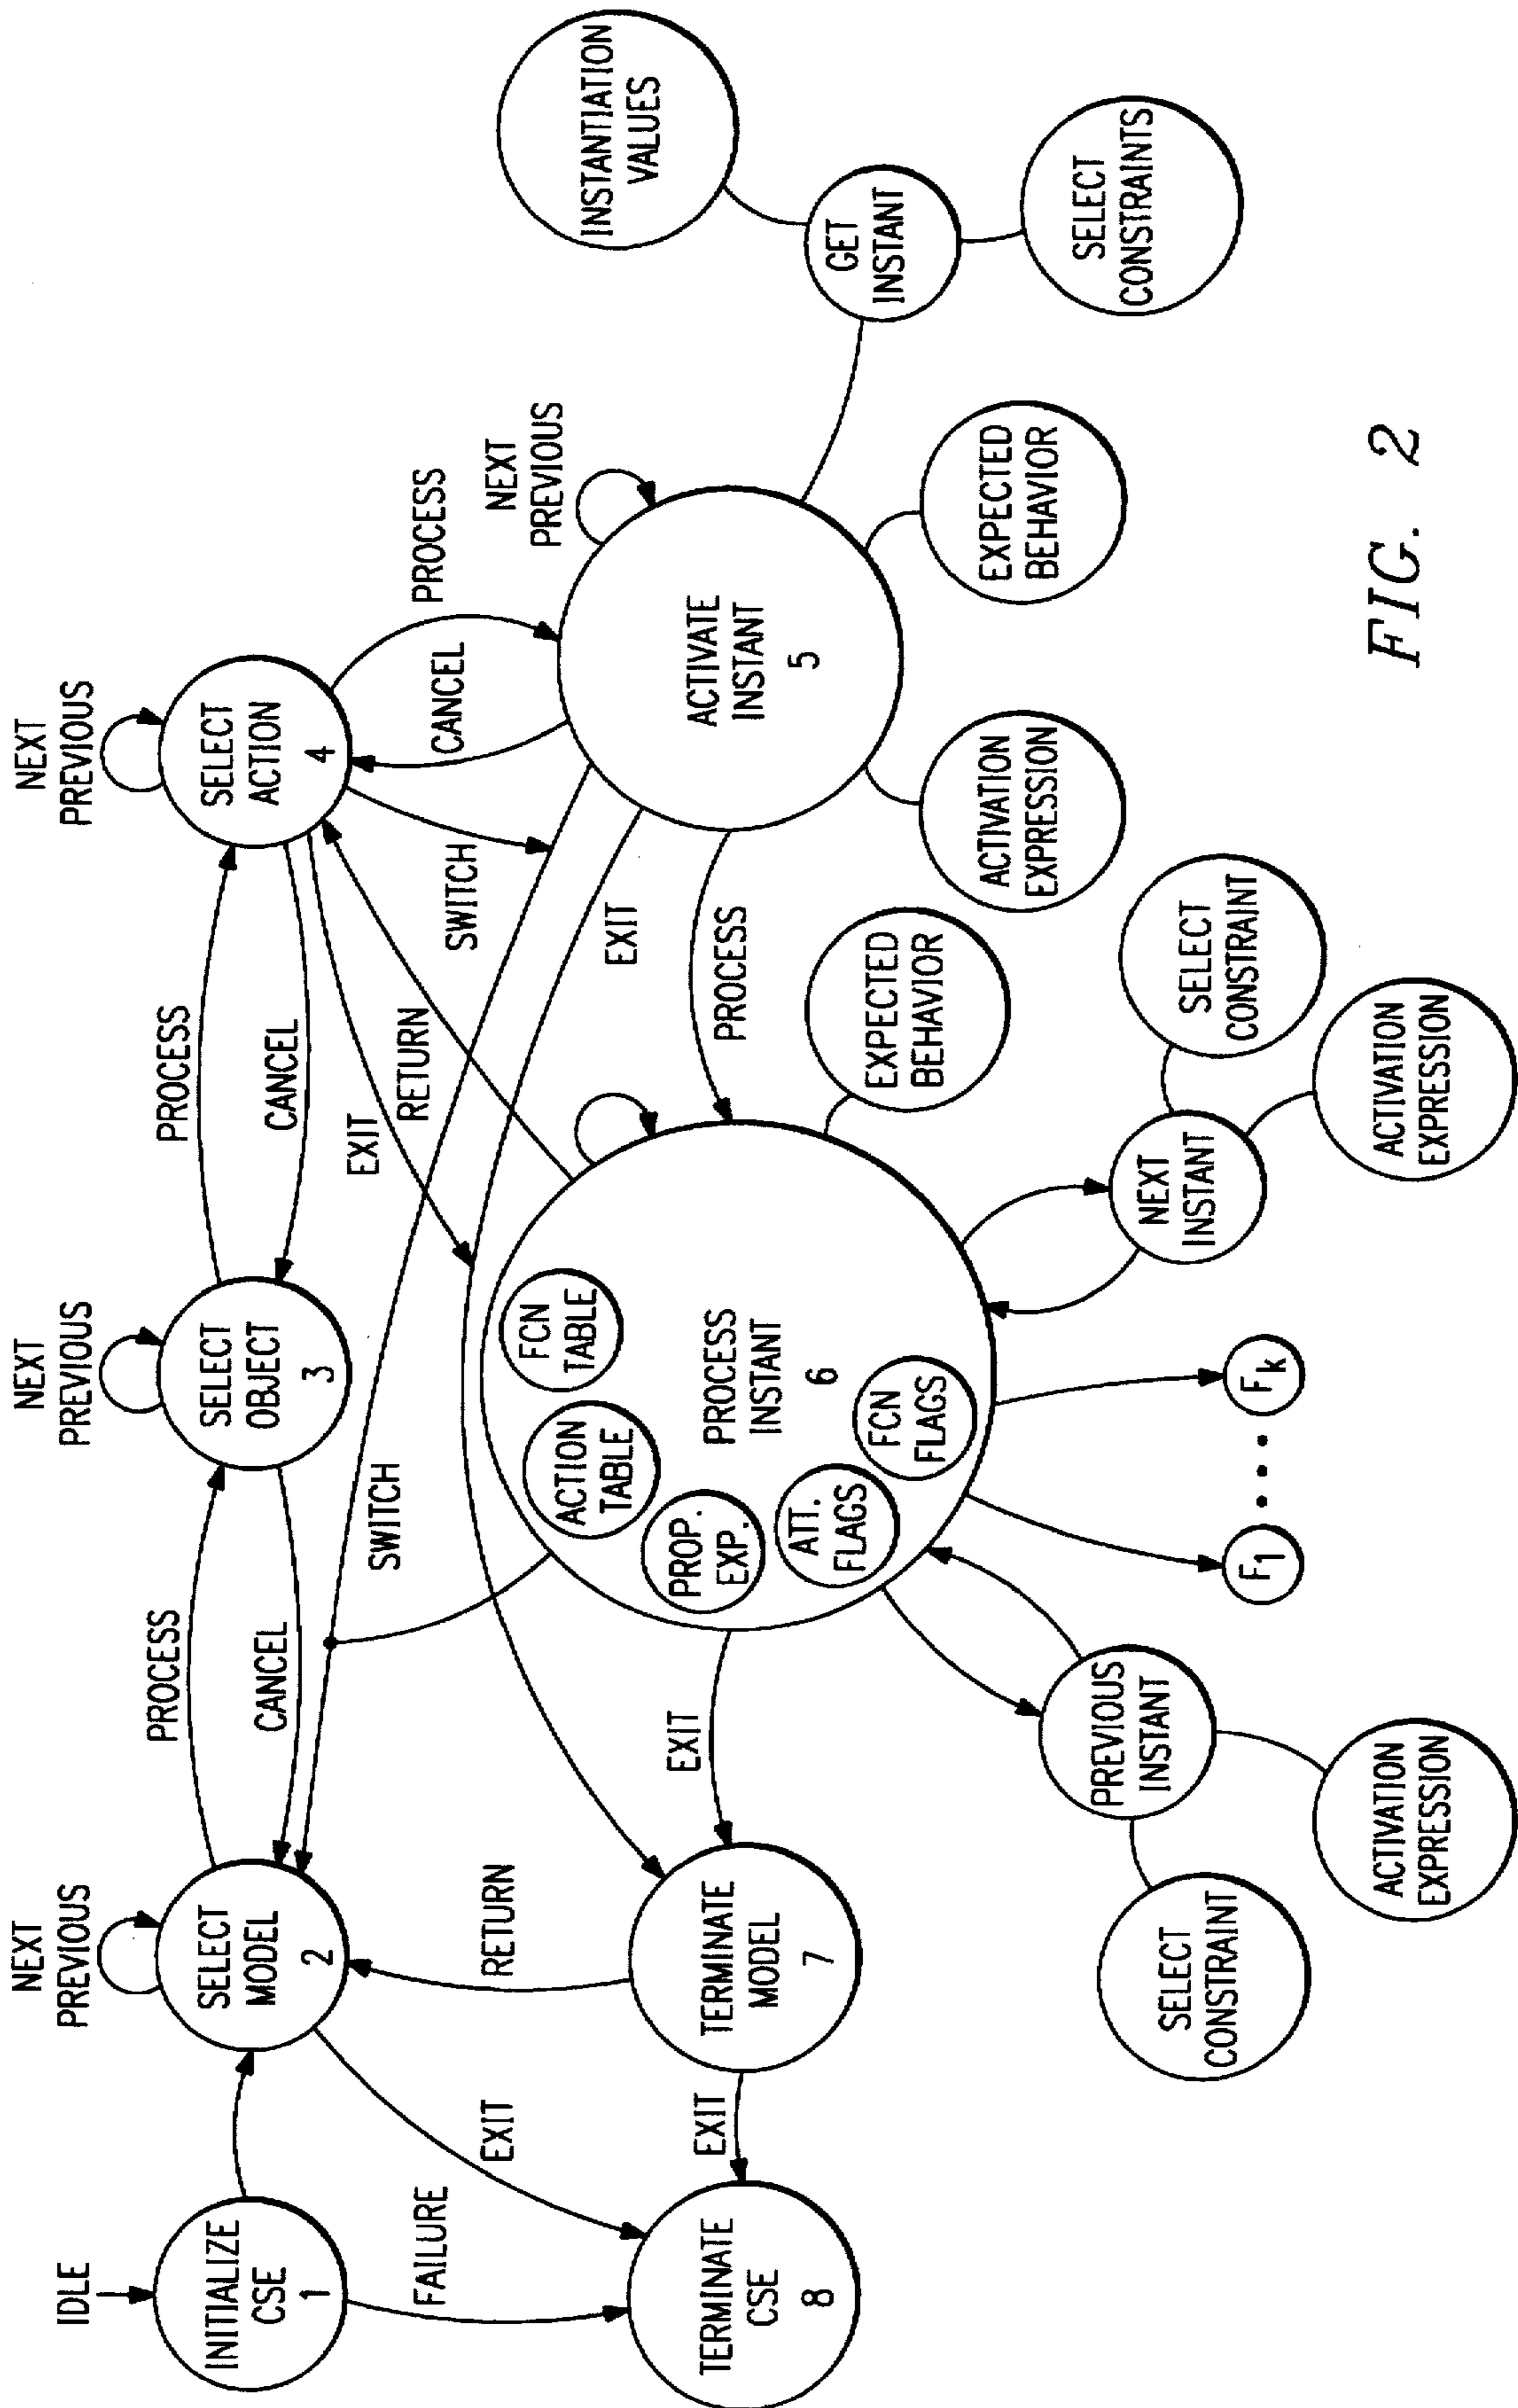 IDLE
INITIALIZE
CSE
1
FAILURE
NEXT
PREVIOUS
SELECT
MODEL
2
EXIT
PROCESS
CANCEL
NEXT
PREVIOUS
SELECT
OBJECT
3
PROCESS
CANCEL
NEXT
PREVIOUS
SELECT
ACTION
4
EXIT
RETURN
SWITCH
SWITCH
EXIT
CANCEL
PROCESS
NEXT
PREVIOUS
ACTIVATE
INSTANT
5
PROCESS
TERMINATE
CSE
8
EXIT
TERMINATE
MODEL
7
RETURN
EXIT
PROCESS
INSTANT
6
PROP.
EXP.
ACTION
TABLE
FCN
TABLE
ATT.
FLAGS
FCN
FLAGS
EXPECTED
BEHAVIOR
ACTIVATION
EXPRESSION
EXPECTED
BEHAVIOR
GET
INSTANT
INSTANTIATION
VALUES
SELECT
CONSTRAINTS
PREVIOUS
INSTANT
SELECT
CONSTRAINT
ACTIVATION
EXPRESSION
F1 • • • Fk
NEXT
INSTANT
SELECT
CONSTRAINT
ACTIVATION
EXPRESSION
FIG. 2